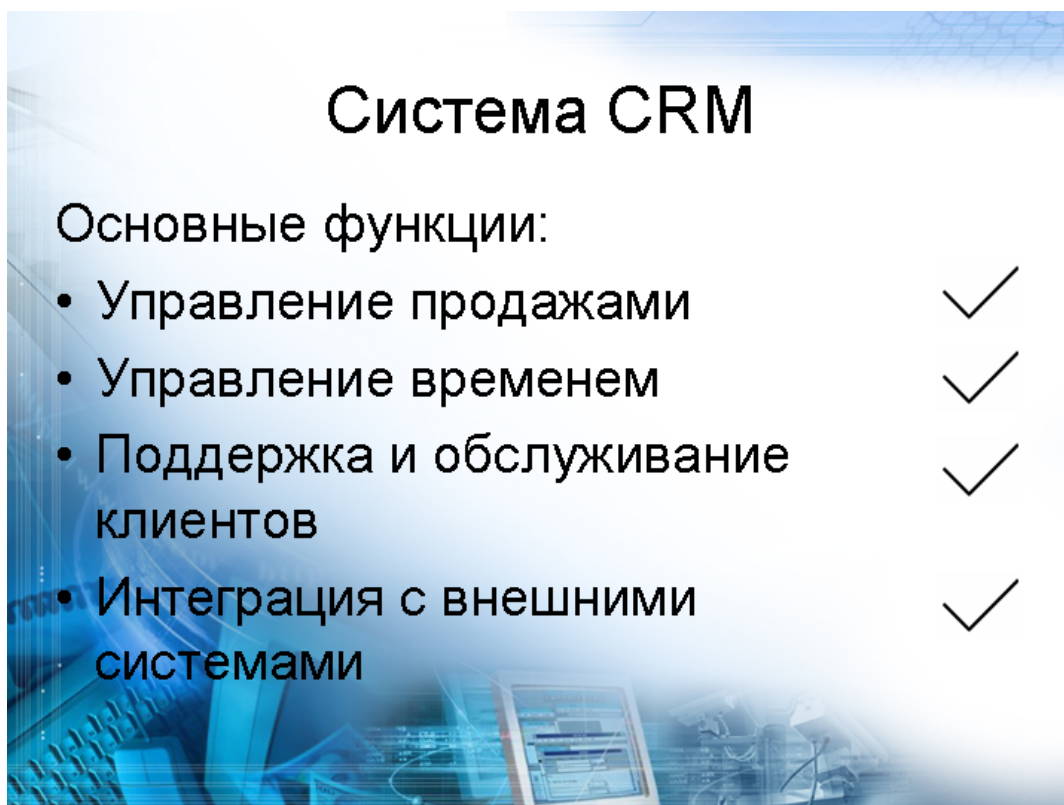 Система CRM
Основные функции:
• Управление продажами
• Управление временем
• Поддержка и обслуживание
клиентов
• Интеграция с внешними
системами